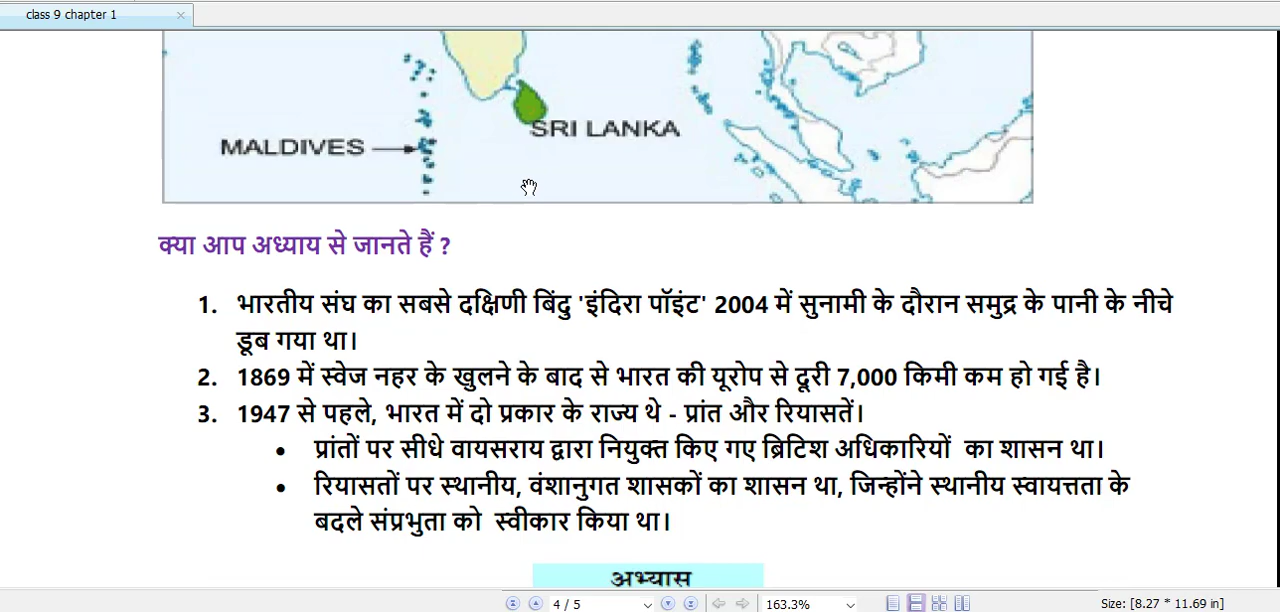 class 9 chapter 1
SRI LANKA
MALDIVES
क्या आप अध्याय से जानते हैं ?
1. भारतीय संघ का सबसे दक्षिणी बिंदु 'इंदिरा पॉइंट' 2004 में सुनामी के दौरान समुद्र के पानी के नीचे
डूब गया था।
2. 1869 में स्वेज नहर के खुलने के बाद से भारत की यूरोप से दूरी 7,000 किमी कम हो गई है।
3. 1947 से पहले, भारत में दो प्रकार के राज्य थे - प्रांत और रियासतें।
• प्रांतों पर सीधे वायसराय द्वारा नियुक्त किए गए ब्रिटिश अधिकारियों का शासन था।
• रियासतों पर स्थानीय, वंशानुगत शासकों का शासन था, जिन्होंने स्थानीय स्वायत्तता के
बदले संप्रभुता को स्वीकार किया था।
अभ्यास
4 / 5
163.3%
Size: [8.27 * 11.69 in]